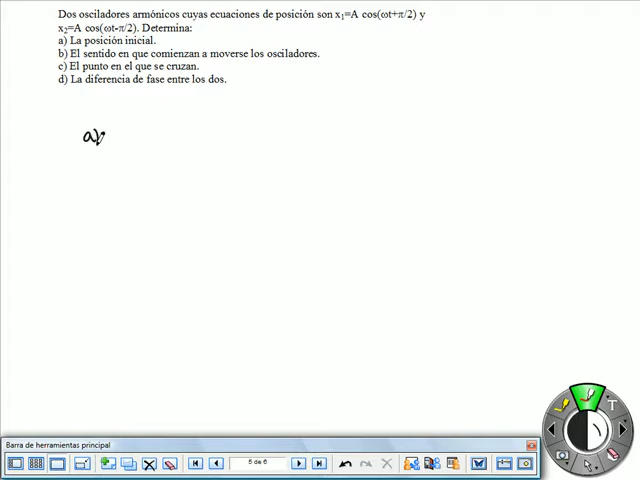 Dos osciladores armónicos cuyas ecuaciones de posición son x₁=A cos(ωt+π/2) y
x₂=A cos(ωt-π/2). Determina:
a) La posición inicial.
b) El sentido en que comienzan a moverse los osciladores.
c) El punto en el que se cruzan.
d) La diferencia de fase entre los dos.
Barra de herramientas principal
5 de 6
T